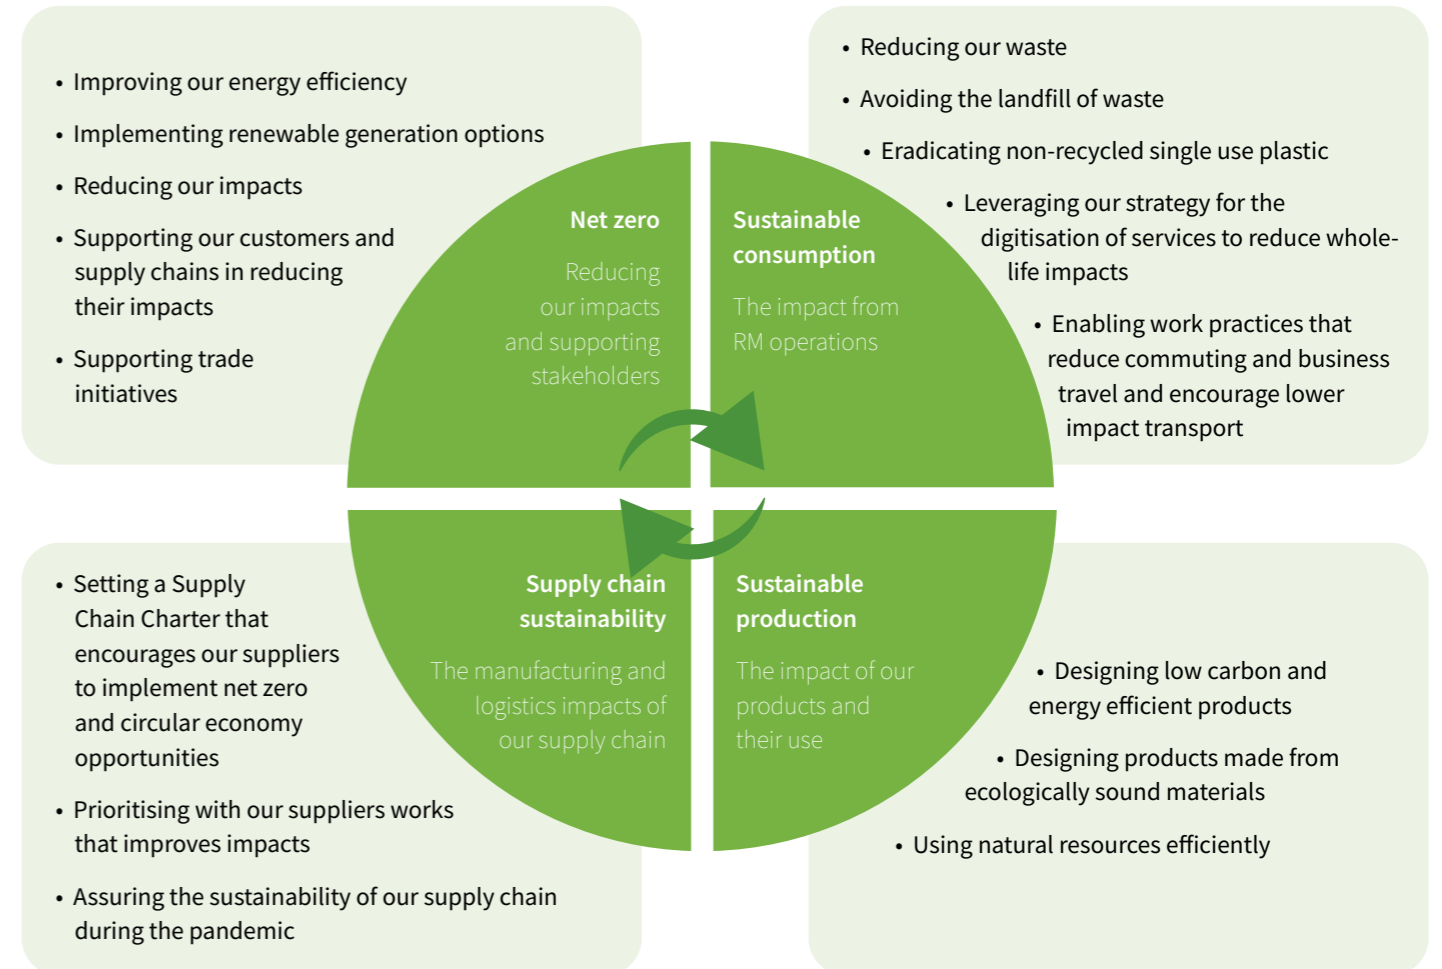 • Improving our energy efficiency
• Implementing renewable generation options
• Reducing our impacts
• Supporting our customers and
supply chains in reducing
their impacts
• Supporting trade
initiatives
Net zero
Reducing
our impacts
and supporting
stakeholders
Sustainable
consumption
The impact from
RM operations
• Reducing our waste
• Avoiding the landfill of waste
• Eradicating non-recycled single use plastic
• Leveraging our strategy for the
digitisation of services to reduce whole-
life impacts
• Enabling work practices that
reduce commuting and business
travel and encourage lower
impact transport
• Setting a Supply
Chain Charter that
encourages our suppliers
to implement net zero
and circular economy
opportunities
• Prioritising with our suppliers works
that improves impacts
• Assuring the sustainability of our supply chain
during the pandemic
Supply chain
sustainability
The manufacturing and
logistics impacts of
our supply chain
Sustainable
production
The impact of our
products and
their use
• Designing low carbon and
energy efficient products
• Designing products made from
ecologically sound materials
• Using natural resources efficiently